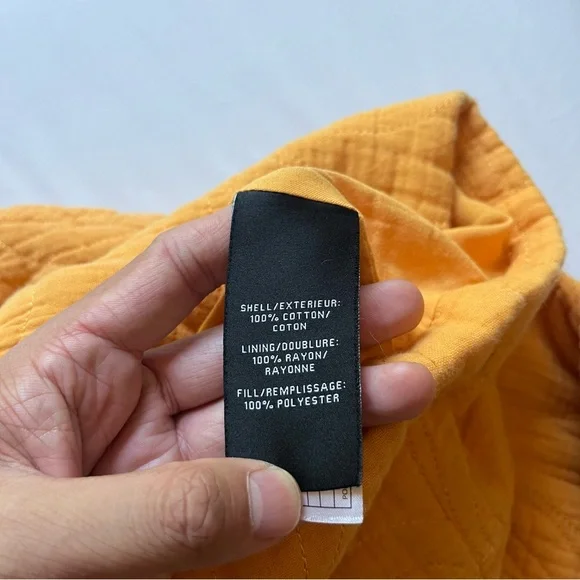 SHELL/EXTERIEUR:
100% COTTON/
COTON
LINING/DOUBLURE:
100% RAYON/
RAYONNE
FILL/REMPLISSAGE:
100% POLYESTER